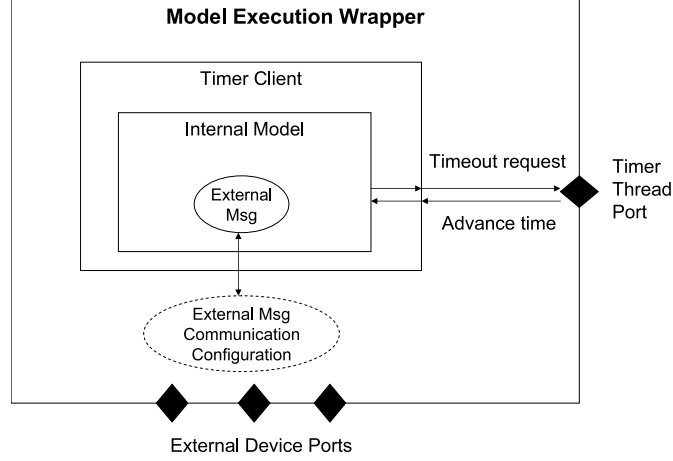 Model Execution Wrapper
Timer Client
Internal Model
External
Msg
Timeout request
Advance time
Timer
Thread
Port
External Msg
Communication
Configuration
External Device Ports